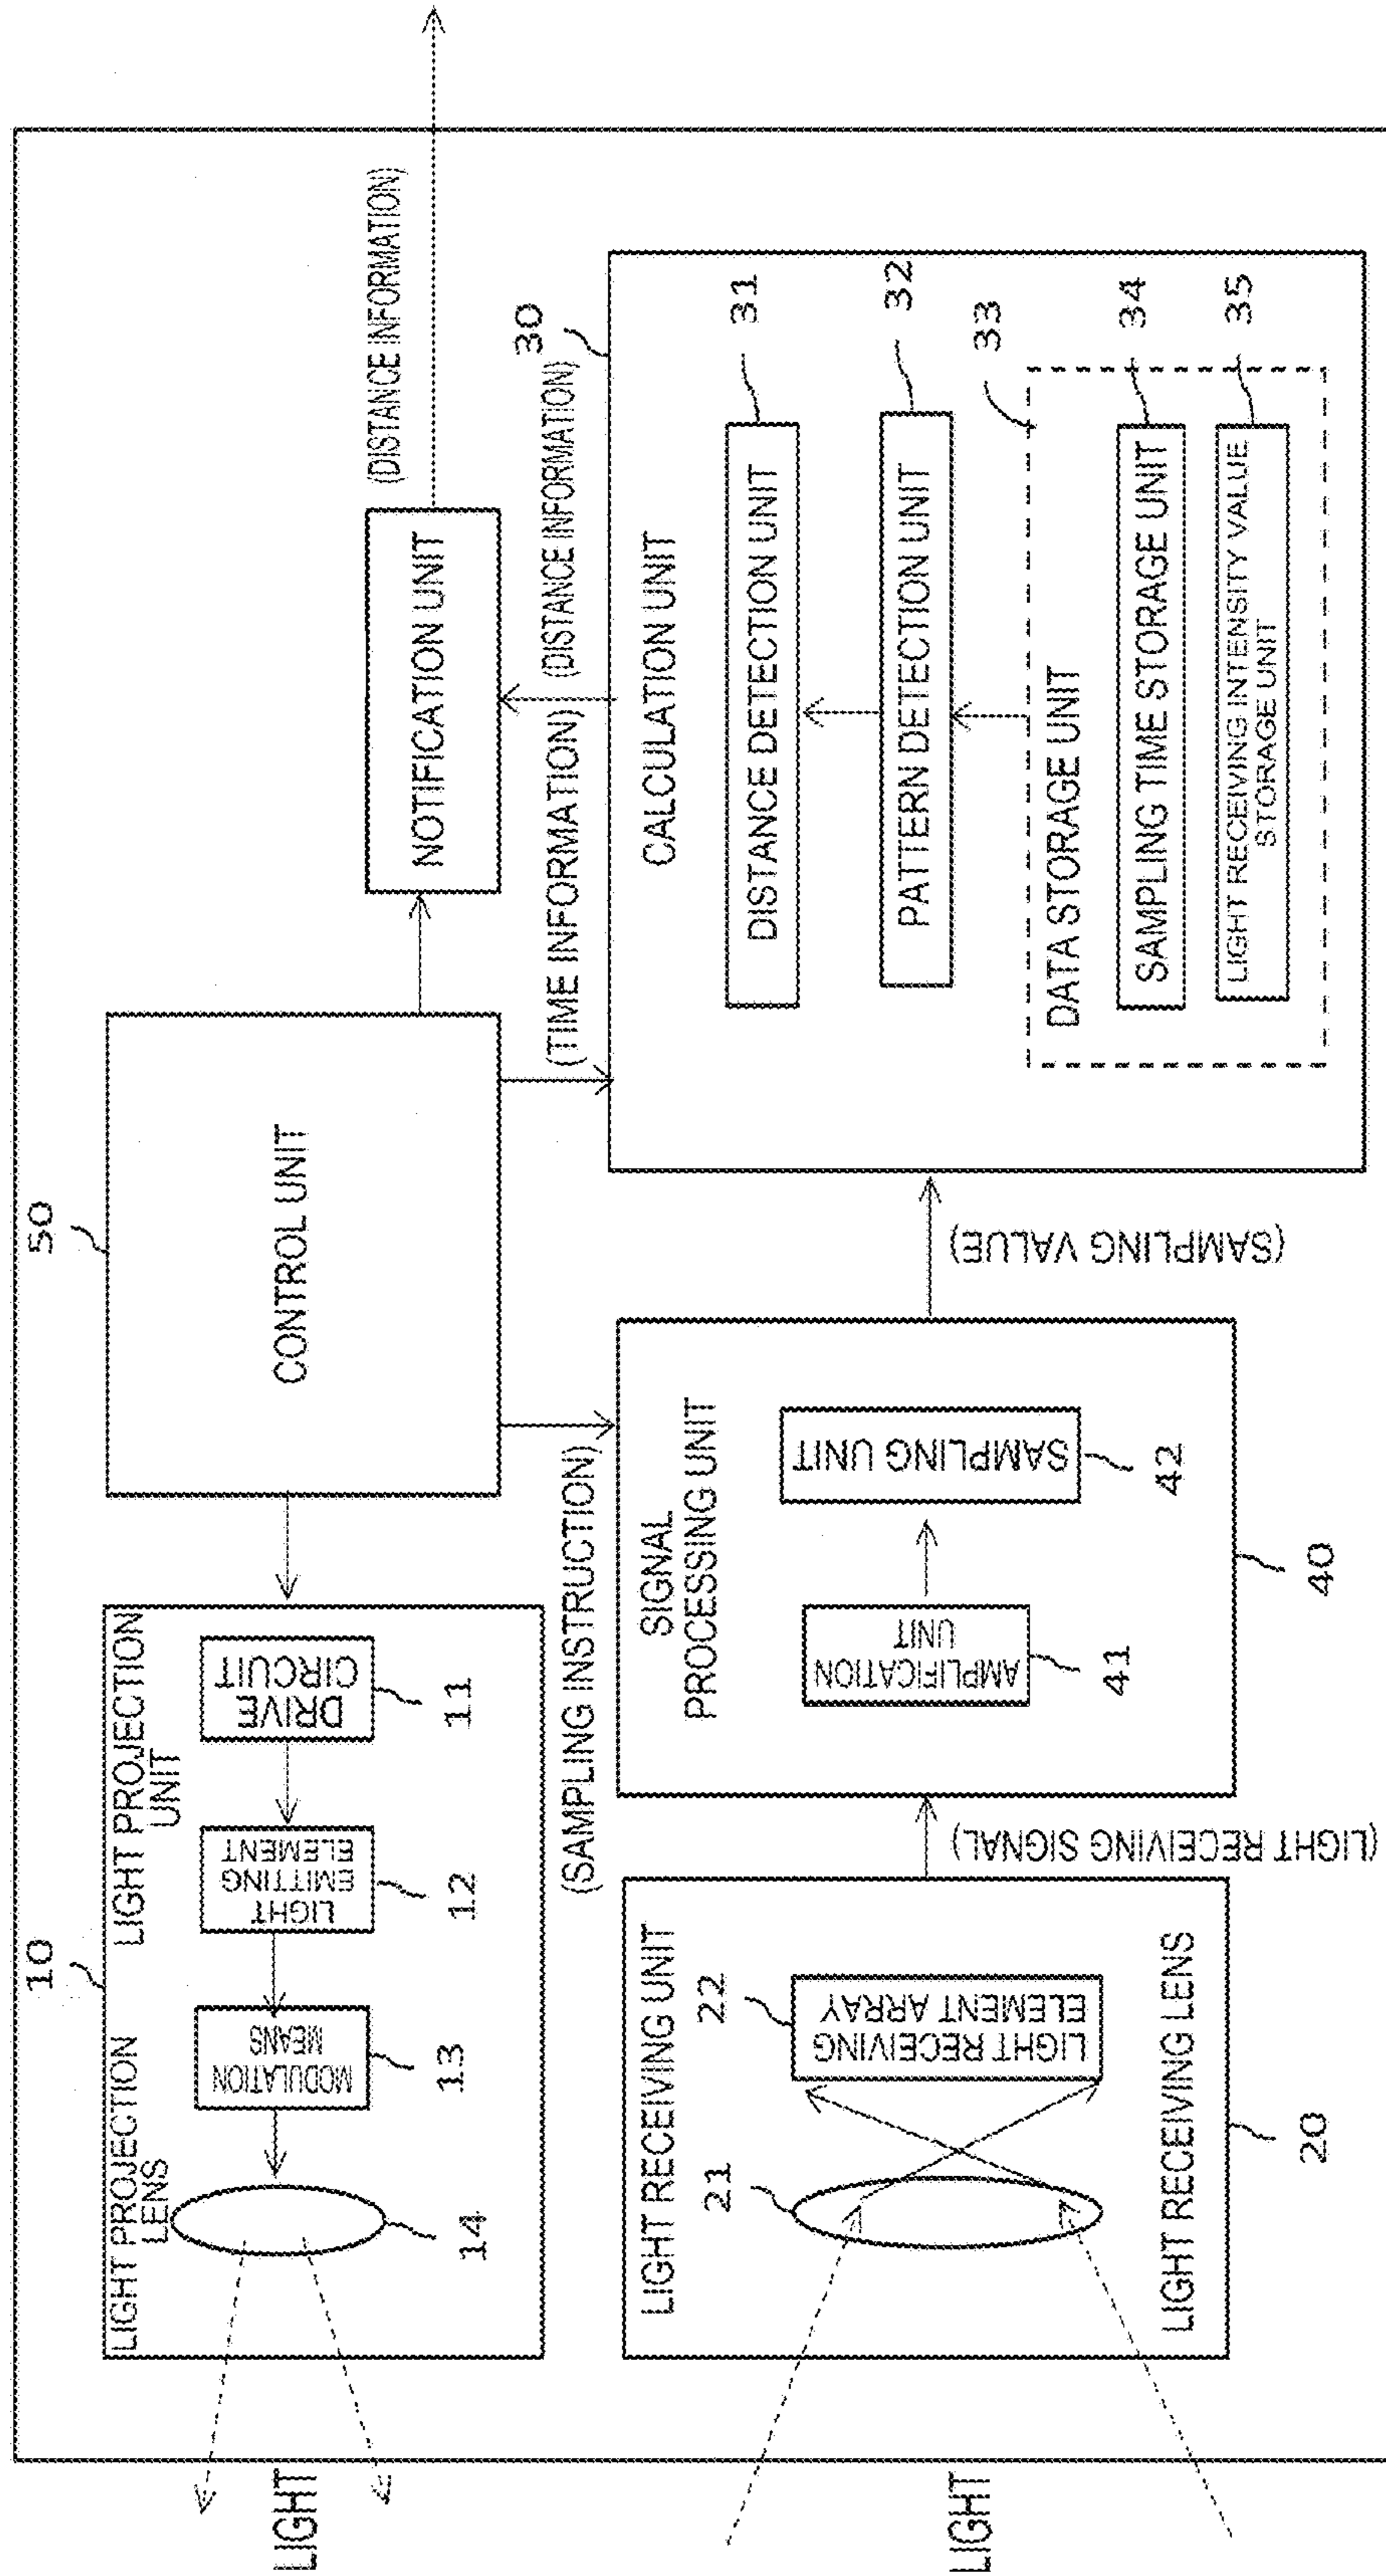 10
LIGHT PROJECTION
LENS
LIGHT PROJECTION
UNIT
14
MODULATION
MEANS
13
LIGHT
EMITTING
ELEMENT
12
DRIVE
CIRCUIT
11
LIGHT
50
CONTROL UNIT
NOTIFICATION UNIT
(DISTANCE INFORMATION)
(SAMPLING INSTRUCTION)
(TIME INFORMATION)
(DISTANCE INFORMATION)
LIGHT RECEIVING UNIT
21
22
LIGHT RECEIVING
ELEMENT ARRAY
LIGHT RECEIVING LENS
20
LIGHT
(LIGHT RECEIVING SIGNAL)
SIGNAL
PROCESSING UNIT
AMPLIFICATION
UNIT
41
SAMPLING UNIT
42
40
(SAMPLING VALUE)
30
CALCULATION UNIT
DISTANCE DETECTION UNIT
31
PATTERN DETECTION UNIT
32
33
DATA STORAGE UNIT
SAMPLING TIME STORAGE UNIT
34
LIGHT RECEIVING INTENSITY VALUE
STORAGE UNIT
35